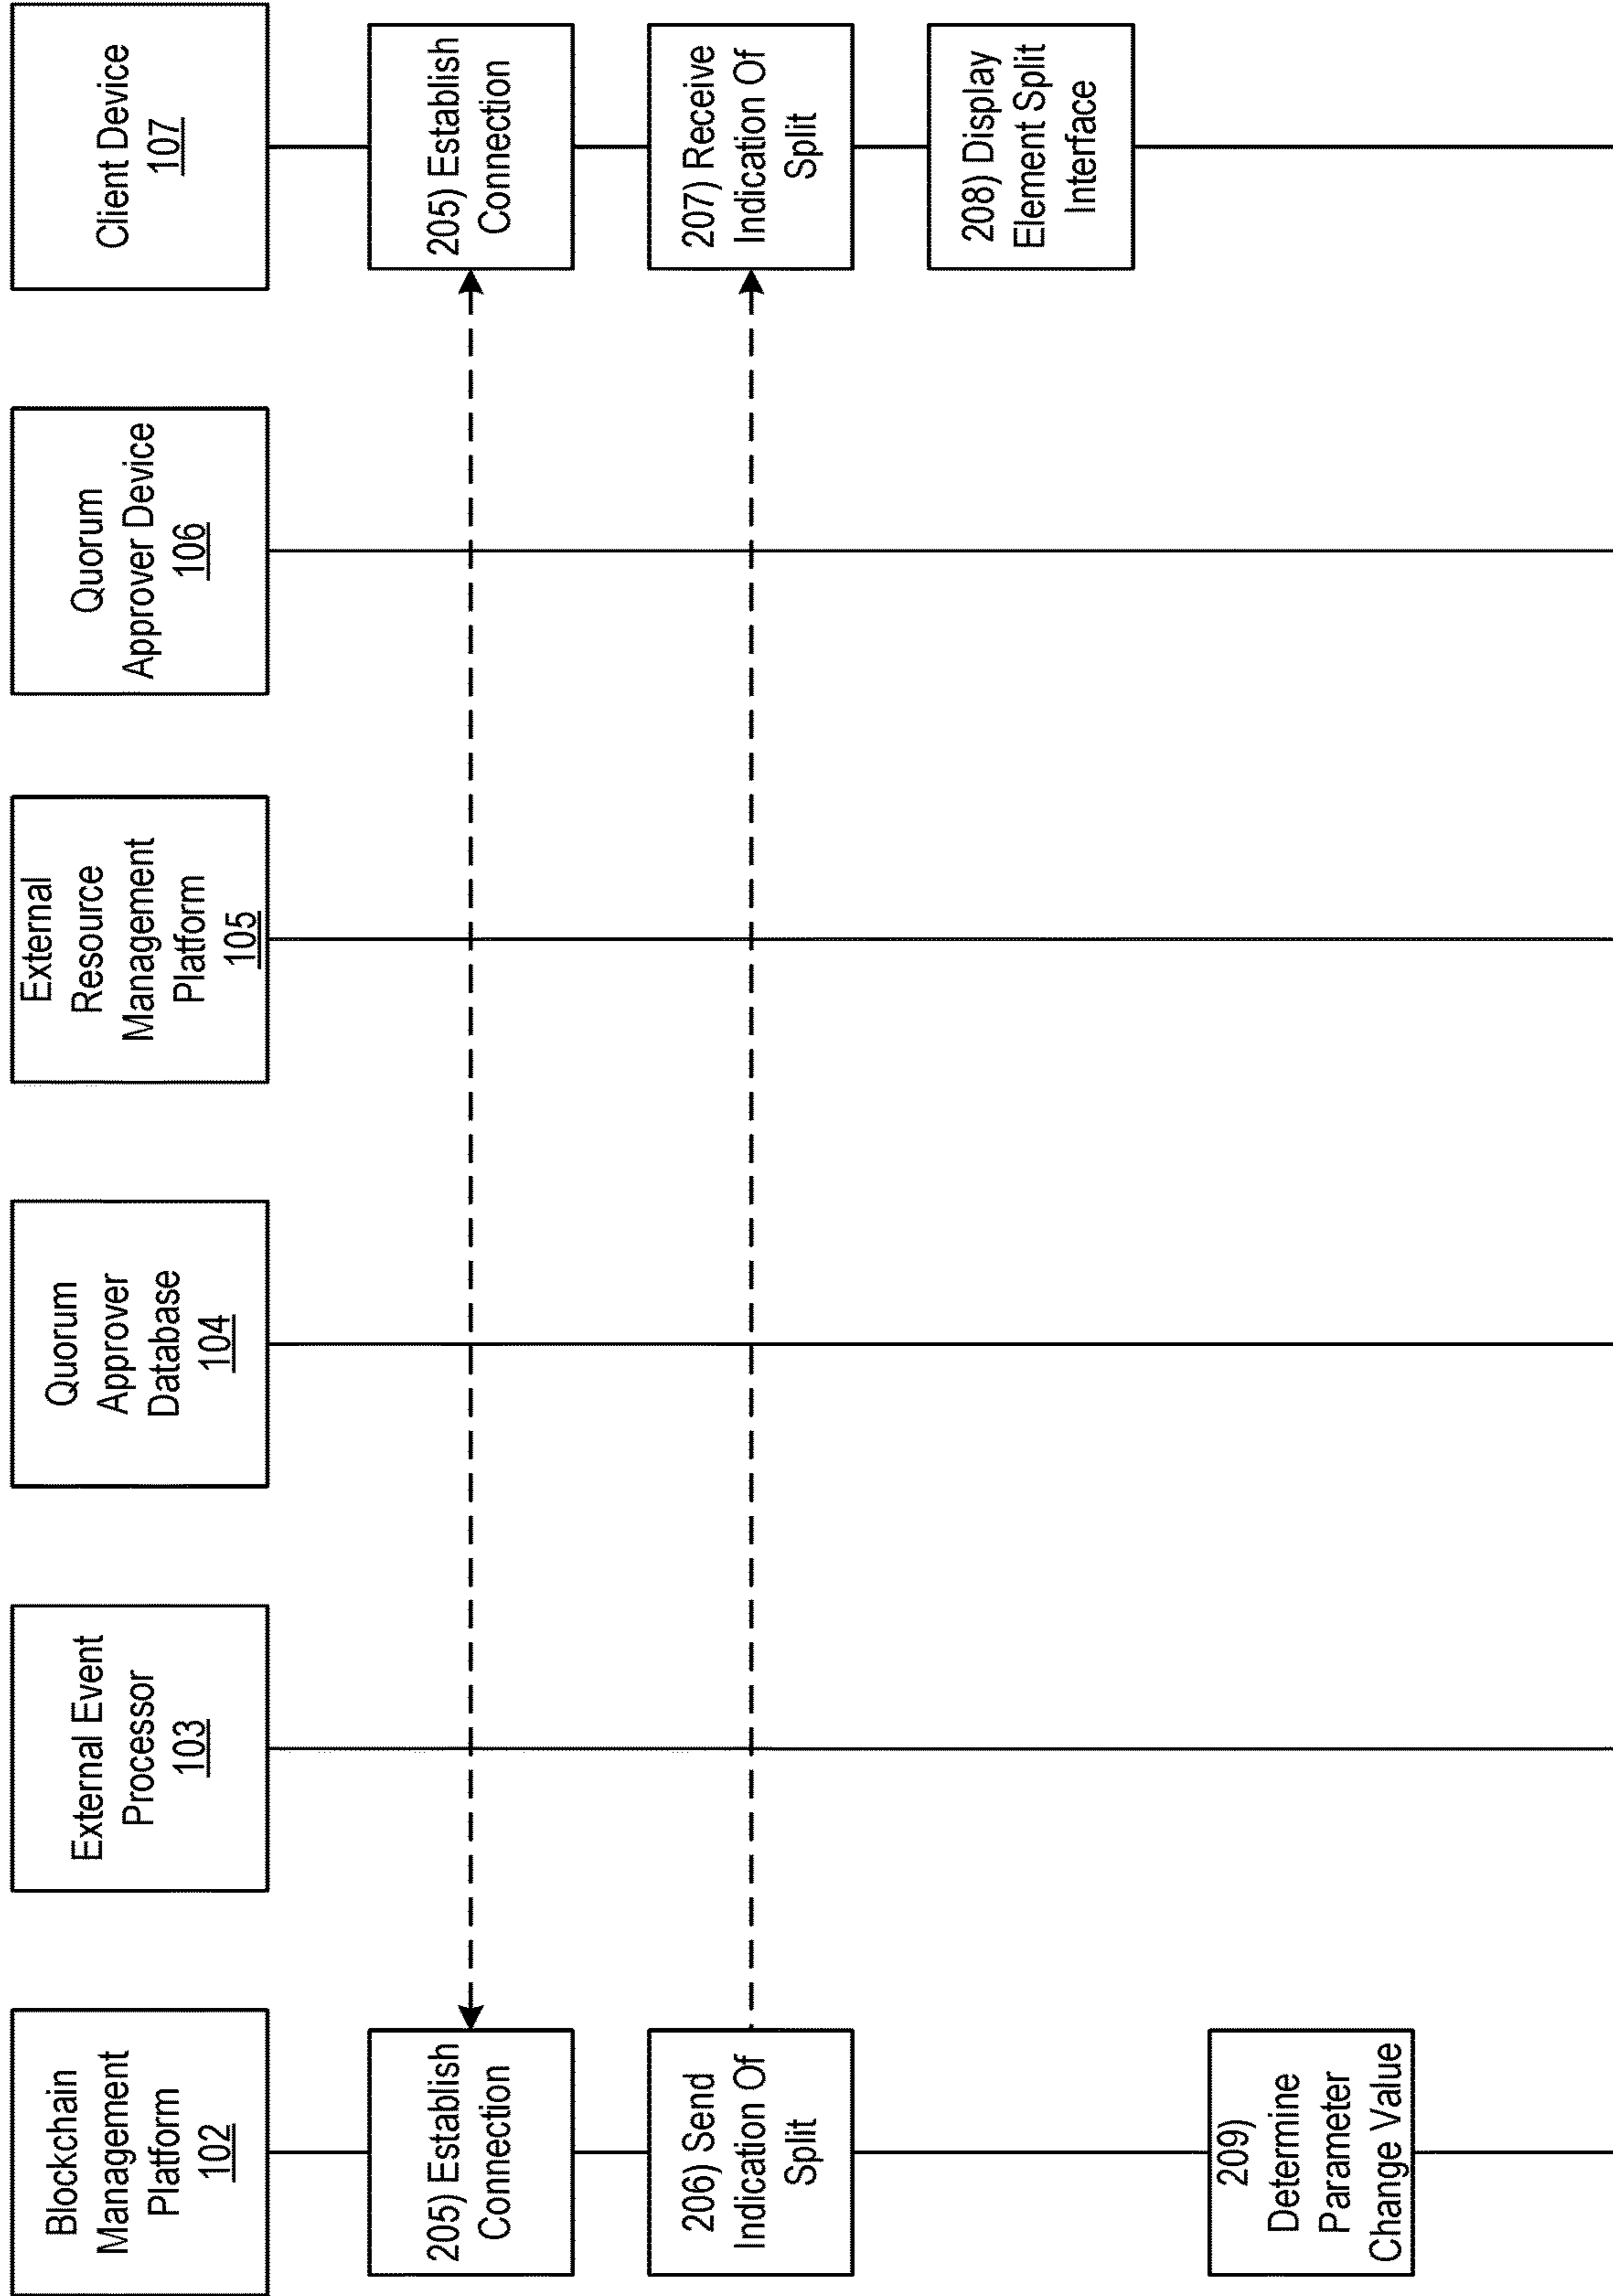 Blockchain
Management
Platform
102
External Event
Processor
103
Quorum
Approver
Database
104
External
Resource
Management
Platform
105
Quorum
Approver Device
106
Client Device
107
205) Establish
Connection
205) Establish
Connection
206) Send
Indication Of
Split
207) Receive
Indication Of
Split
208) Display
Element Split
Interface
209)
Determine
Parameter
Change Value